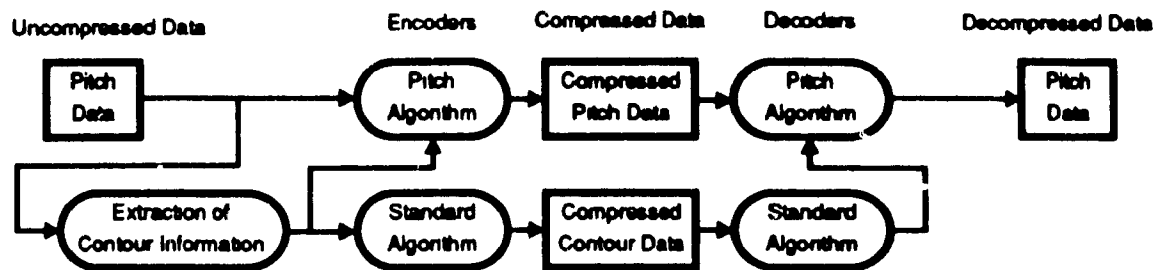 Uncompressed Data
Encoders
Compressed Data
Decoders
Decompressed Data
Pitch
Data
Pitch
Algorithm
Compressed
Pitch Data
Pitch
Algorithm
Pitch
Data
Extraction of
Contour Information
Standard
Algorithm
Compressed
Contour Data
Standard
Algorithm